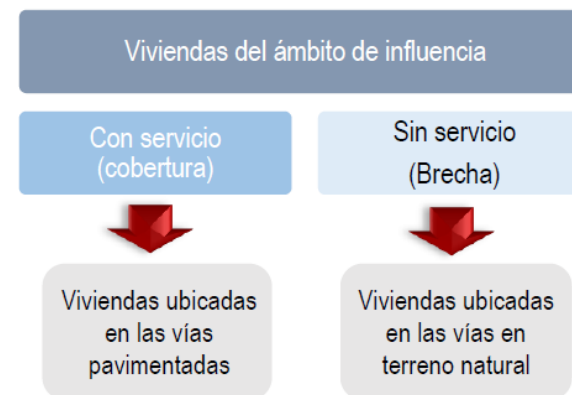 Viviendas del ámbito de influencia
Con servicio
(cobertura)
Sin servicio
(Brecha)
Viviendas ubicadas
en las vías
pavimentadas
Viviendas ubicadas
en las vías en
terreno natural